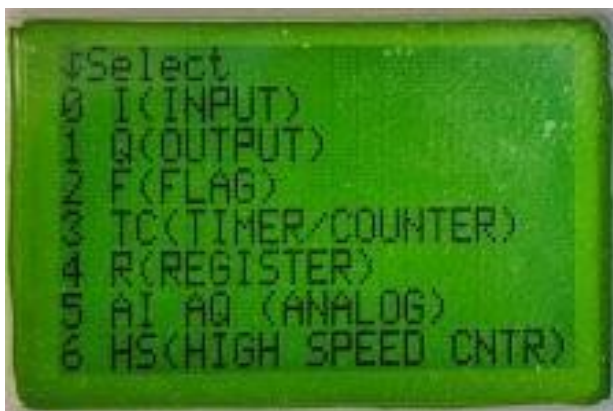 ⇕Select
0 I(INPUT)
1 Q(OUTPUT)
2 F(FLAG)
3 TC(TIMER/COUNTER)
4 R(REGISTER)
5 AI AQ (ANALOG)
6 HS(HIGH SPEED CNTR)